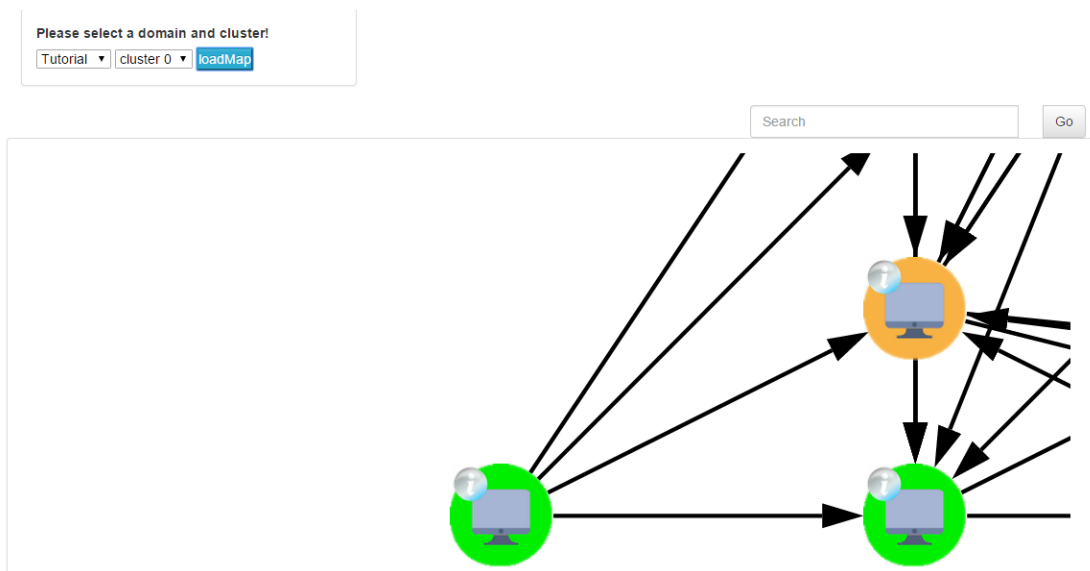 Please select a domain and cluster!
Tutorial cluster 0 loadMap
Search Go
i
i
i